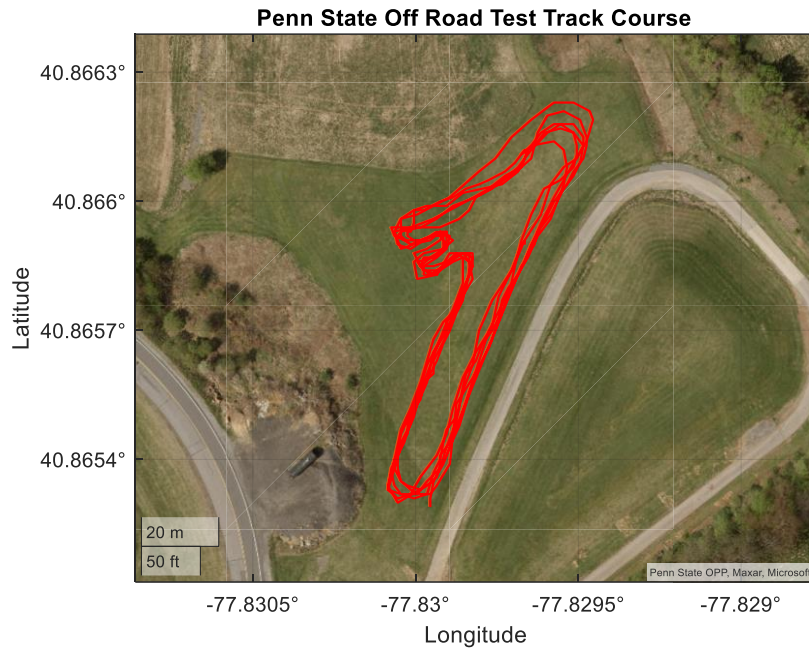 Penn State Off Road Test Track Course
40.8663°
40.866°
40.8657°
40.8654°
Latitude
20 m
50 ft
Penn State OPP, Maxar, Microsoft
-77.8305°
-77.83°
-77.8295°
-77.829°
Longitude